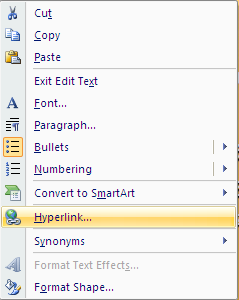 Cut
Copy
Paste
Exit Edit Text
Font...
Paragraph...
Bullets
Numbering
Convert to SmartArt
Hyperlink...
Synonyms
Format Text Effects...
Format Shape...